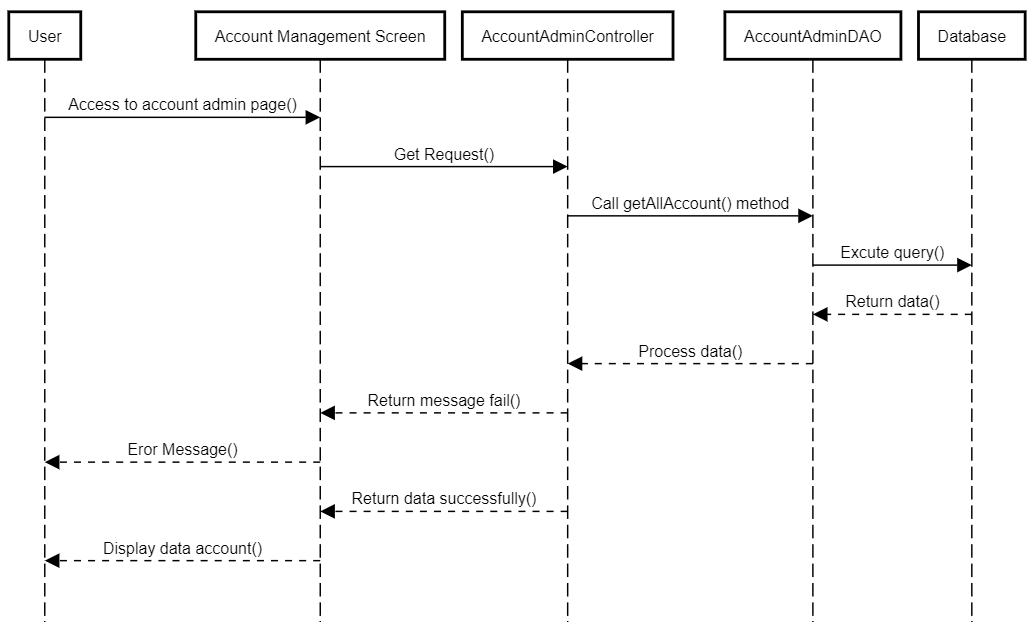 User
Account Management Screen
AccountAdminController
AccountAdminDAO
Database
Access to account admin page()
Get Request()
Call getAllAccount() method
Excute query()
Return data()
Process data()
Return message fail()
Eror Message()
Return data successfully()
Display data account()